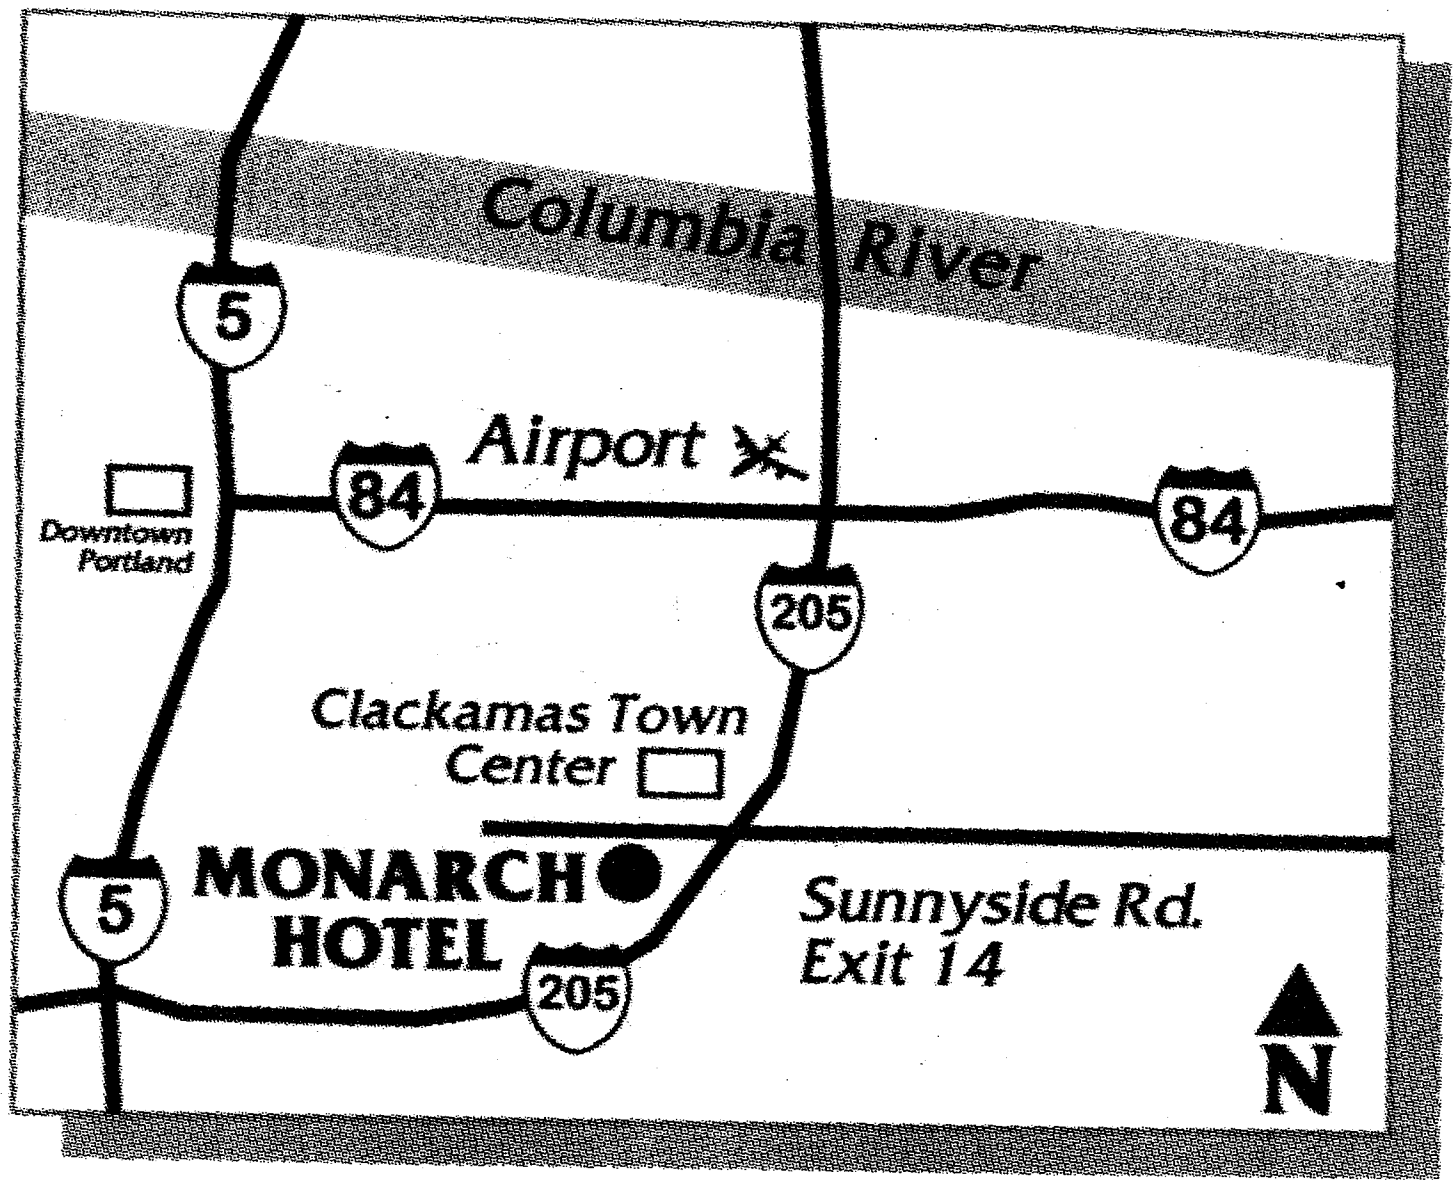 Columbia River
5
Airport
84
84
Downtown
Portland
205
Clackamas Town
Center
MONARCH
HOTEL
5
Sunnyside Rd.
Exit 14
205
N